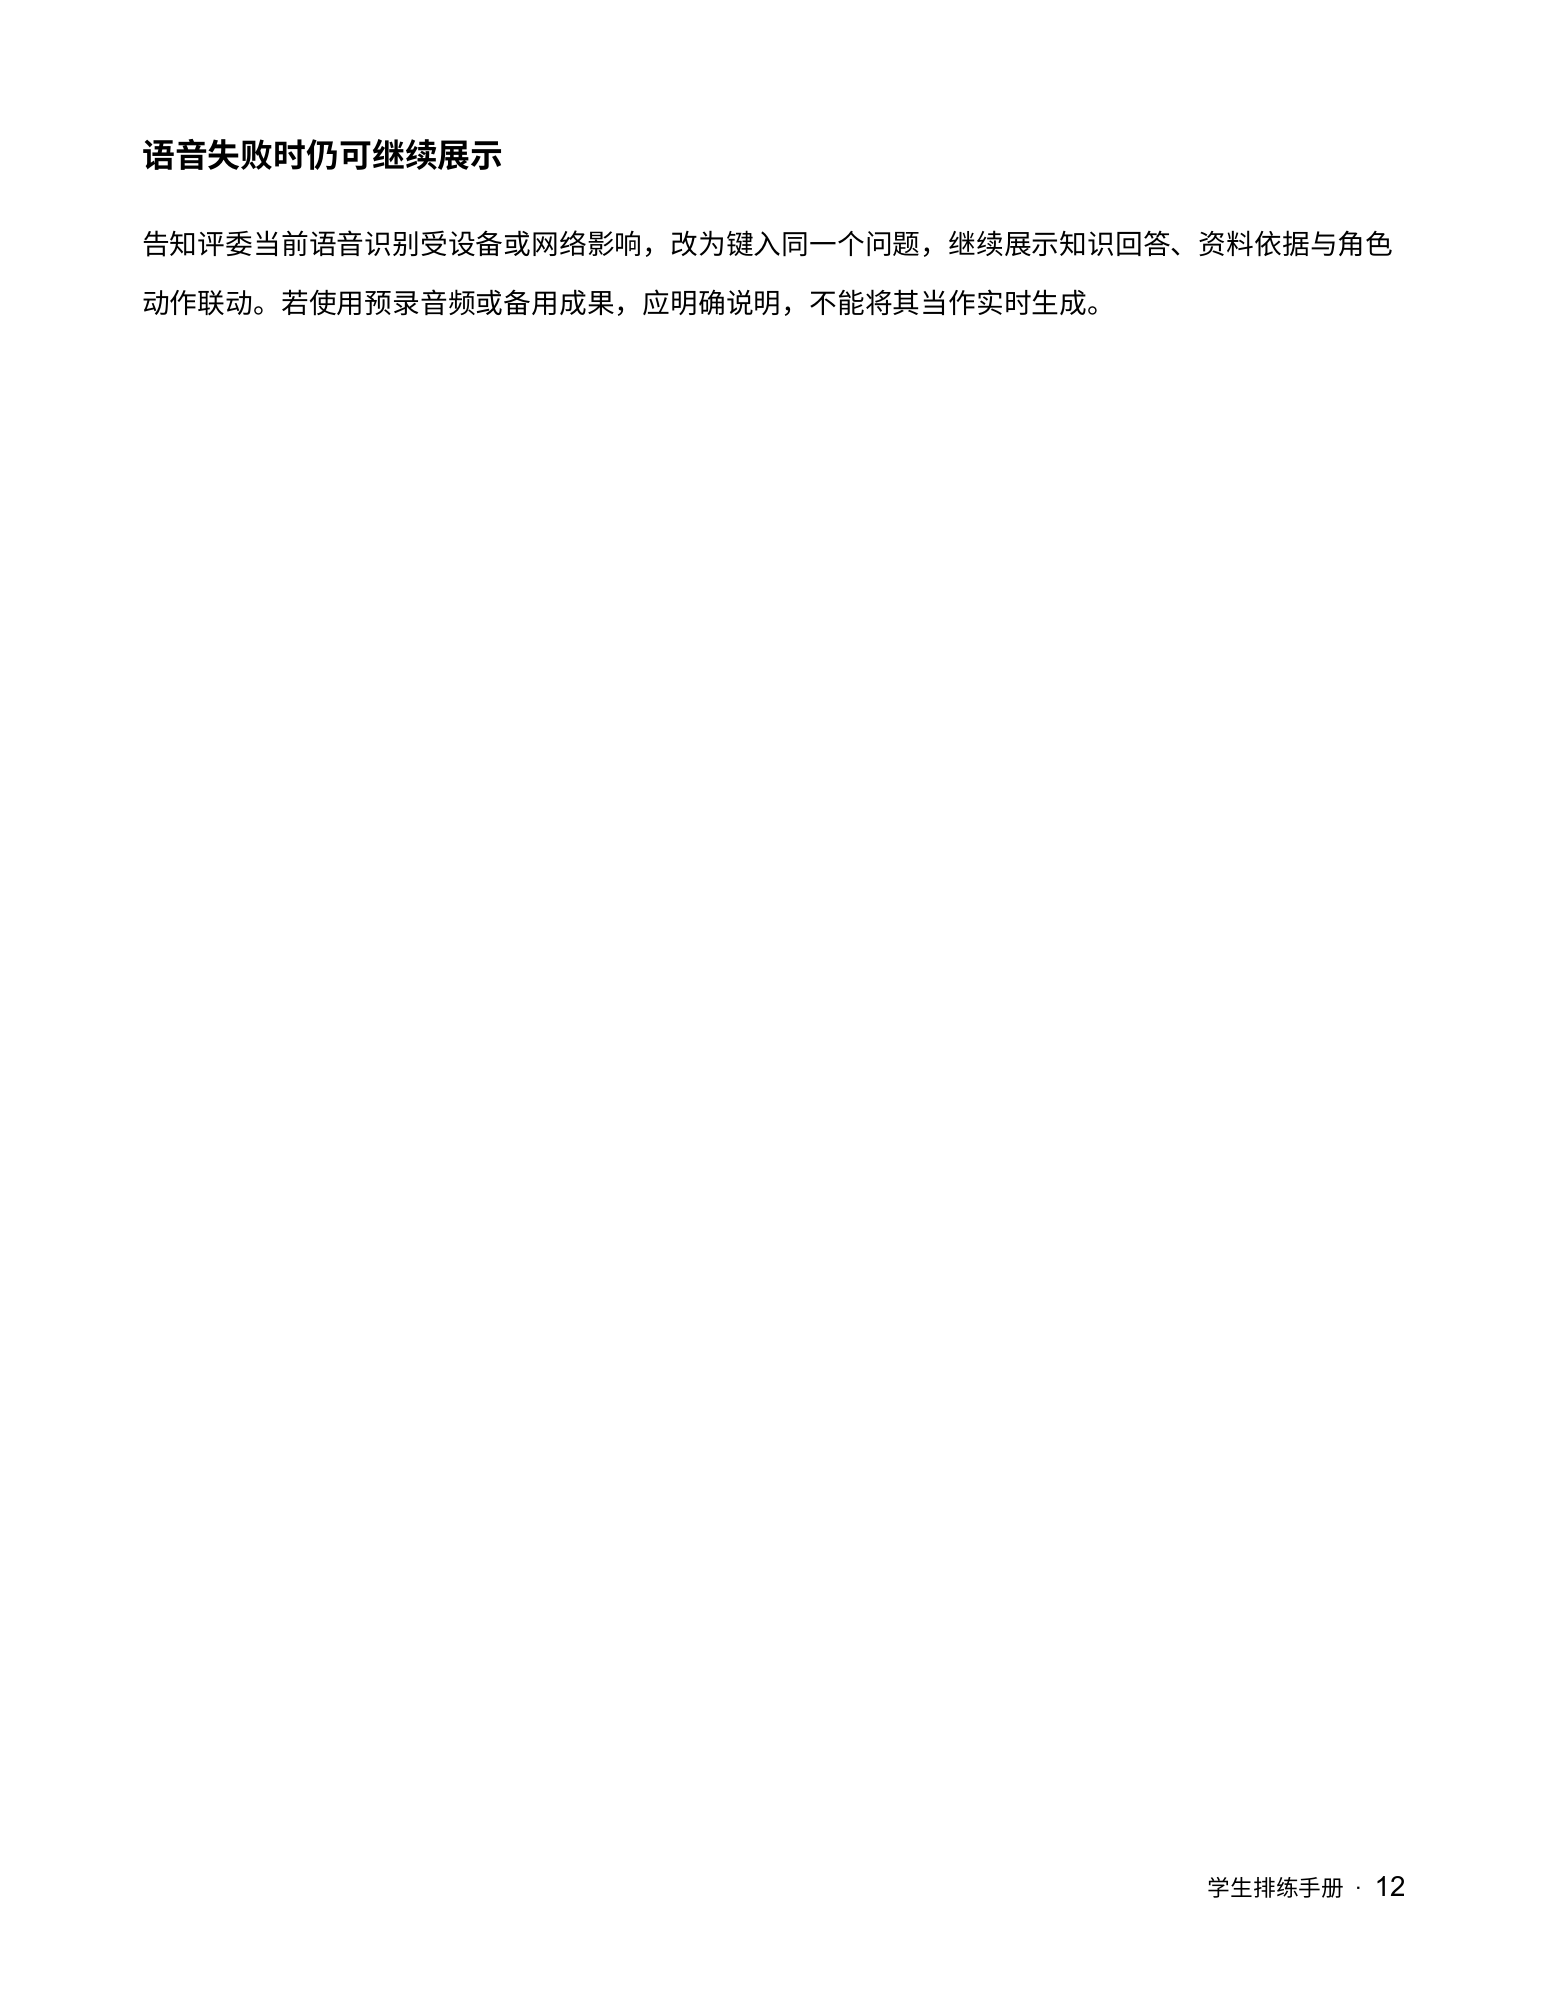 语音失败时仍可继续展示
告知评委当前语音识别受设备或网络影响，改为键入同一个问题，继续展示知识回答、资料依据与角色
动作联动。若使用预录音频或备用成果，应明确说明，不能将其当作实时生成。
学生排练手册 · 12